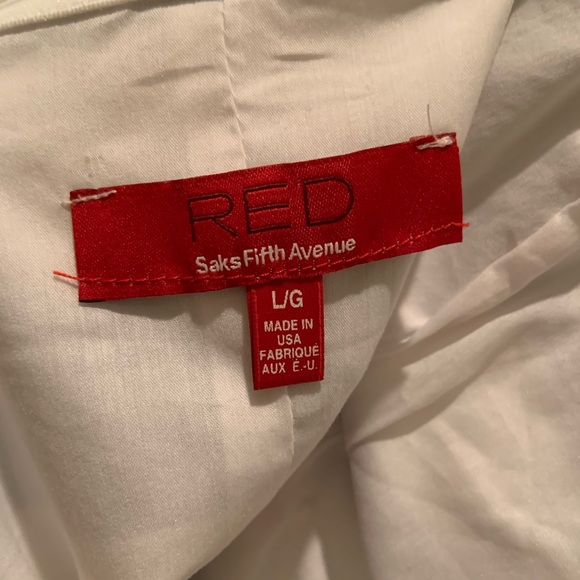 RED
Saks Fifth Avenue
L/G
MADE IN
USA
FABRIQUÉ
AUX É.-U.